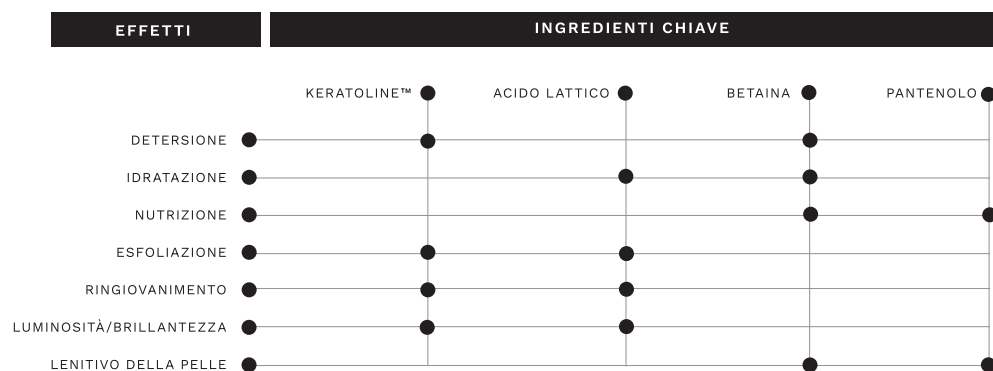 EFFETTI
INGREDIENTI CHIAVE
KERATOLINE™ ACIDO LATTICO BETAINA PANTENOLO
DETERSIONE
IDRATAZIONE
NUTRIZIONE
ESFOLIAZIONE
RINGIOVANIMENTO
LUMINOSITÀ/BRILLANTEZZA
LENITIVO DELLA PELLE